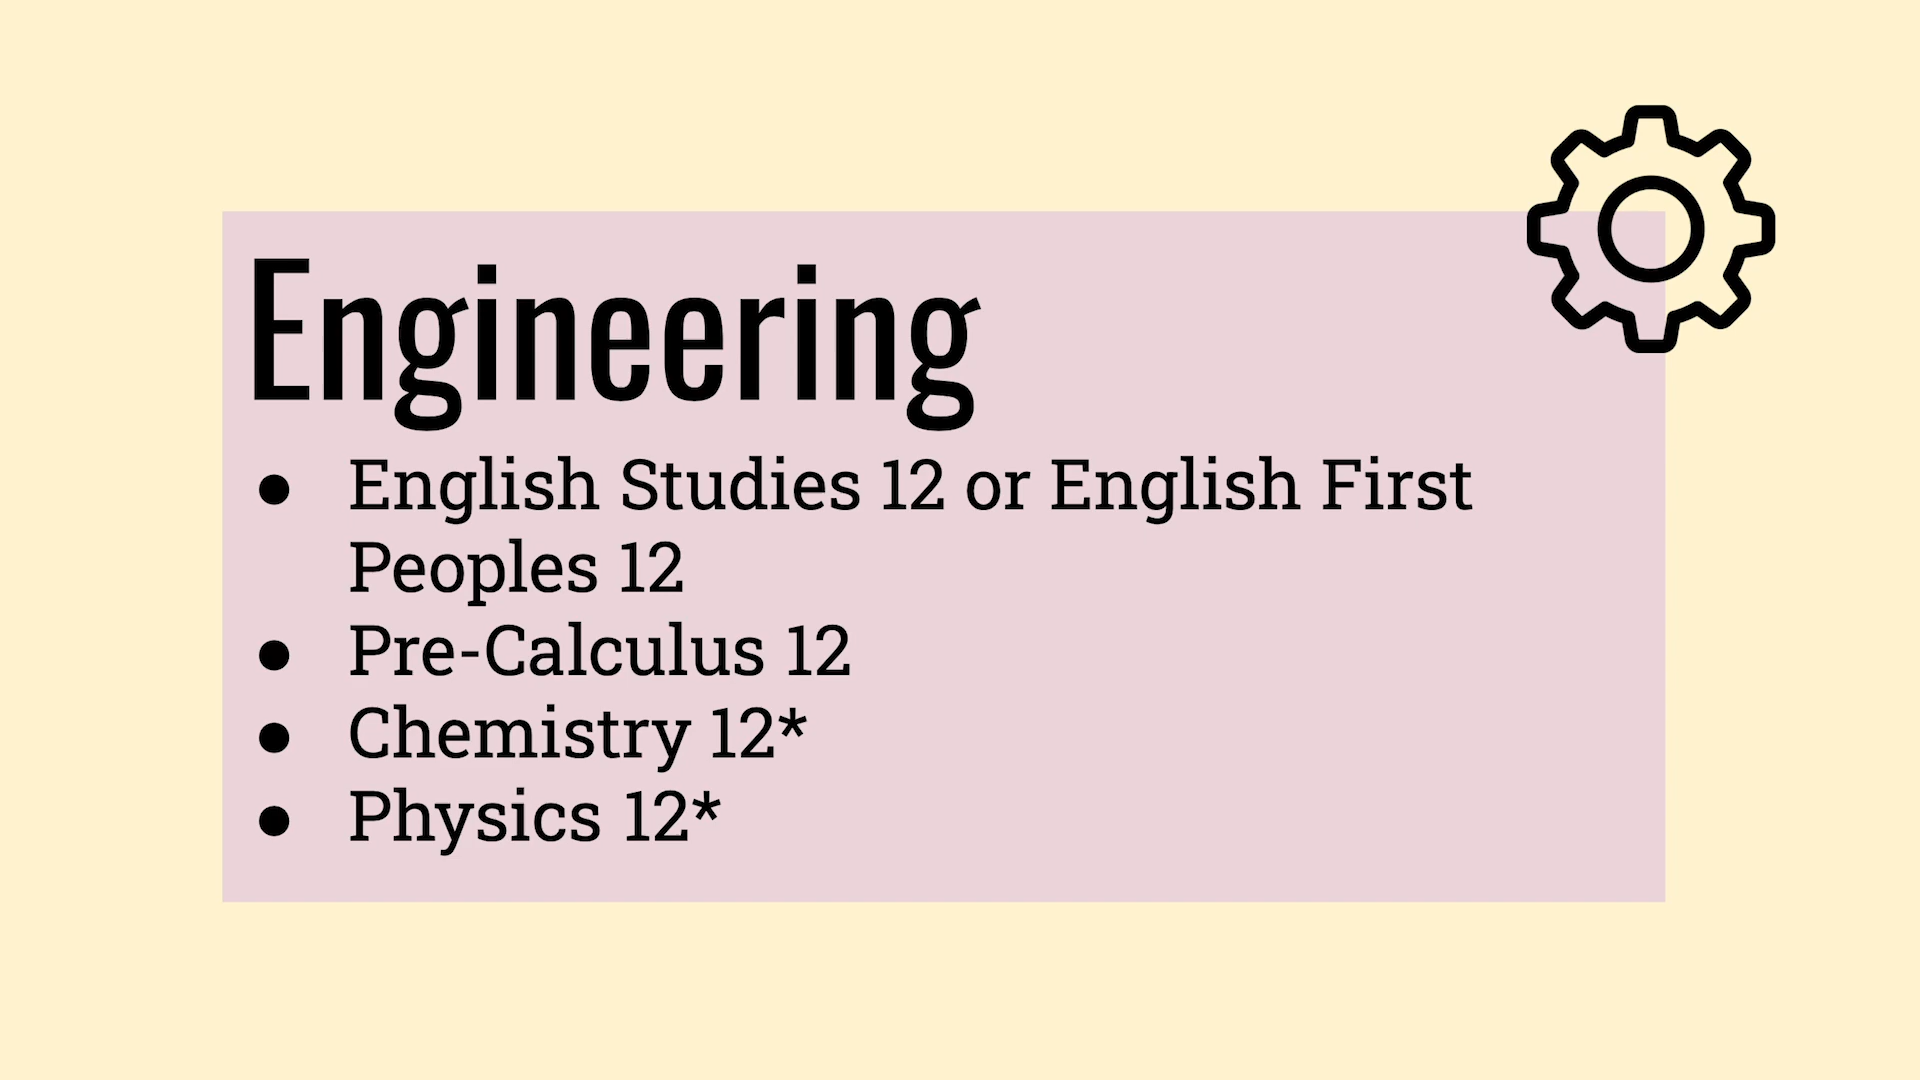 Engineering
● English Studies 12 or English First
Peoples 12
● Pre-Calculus 12
● Chemistry 12*
● Physics 12*